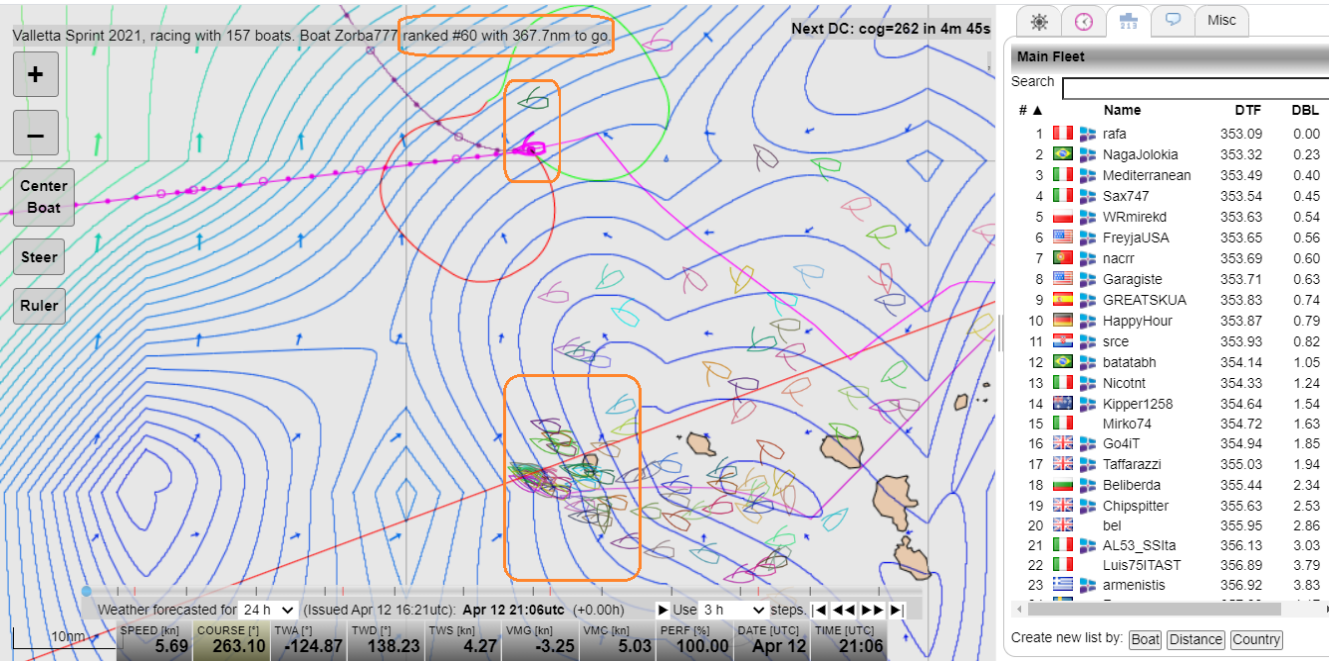 Valletta Sprint 2021, racing with 157 boats. Boat Zorba777 ranked #60 with 367.7nm to go.
Next DC: cog=262 in 4m 45s
+
−
Center
Boat
Steer
Ruler
Weather forecasted for 24 h (Issued Apr 12 16:21utc): Apr 12 21:06utc (+0.00h) Use 3 h steps.
10nm
SPEED [kn] COURSE [°] TWA [°] TWD [°] TWS [kn] VMG [kn] VMC [kn] PERF [%] DATE [UTC] TIME [UTC]
5.69 263.10 -124.87 138.23 4.27 -3.25 5.03 100.00 Apr 12 21:06
Misc
Main Fleet
Search
# ▲ Name DTF DBL
1 rafa 353.09 0.00
2 NagaJolokia 353.32 0.23
3 Mediterranean 353.49 0.40
4 Sax747 353.54 0.45
5 WRmirekd 353.63 0.54
6 FreyjaUSA 353.65 0.56
7 nacrr 353.69 0.60
8 Garagiste 353.71 0.63
9 GREATSKUA 353.83 0.74
10 HappyHour 353.87 0.79
11 srce 353.93 0.82
12 batatabh 354.14 1.05
13 Nicotnt 354.33 1.24
14 Kipper1258 354.64 1.54
15 Mirko74 354.72 1.63
16 Go4iT 354.94 1.85
17 Taffarazzi 355.03 1.94
18 Beliberda 355.44 2.34
19 Chipspitter 355.63 2.53
20 bel 355.95 2.86
21 AL53_SSIta 356.13 3.03
22 Luis75ITAST 356.89 3.79
23 armenistis 356.92 3.83
Create new list by: Boat Distance Country